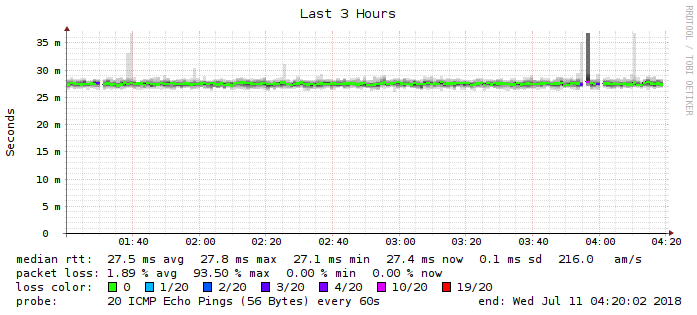 Last 3 Hours
RRDTOOL / TOBI OETIKER
Seconds
35 m
30 m
25 m
20 m
15 m
10 m
5 m
0
01:40 02:00 02:20 02:40 03:00 03:20 03:40 04:00 04:20
median rtt: 27.5 ms avg 27.8 ms max 27.1 ms min 27.4 ms now 0.1 ms sd 216.0 am/s
packet loss: 1.89 % avg 93.50 % max 0.00 % min 0.00 % now
loss color: 0 1/20 2/20 3/20 4/20 10/20 19/20
probe: 20 ICMP Echo Pings (56 Bytes) every 60s end: Wed Jul 11 04:20:02 2018